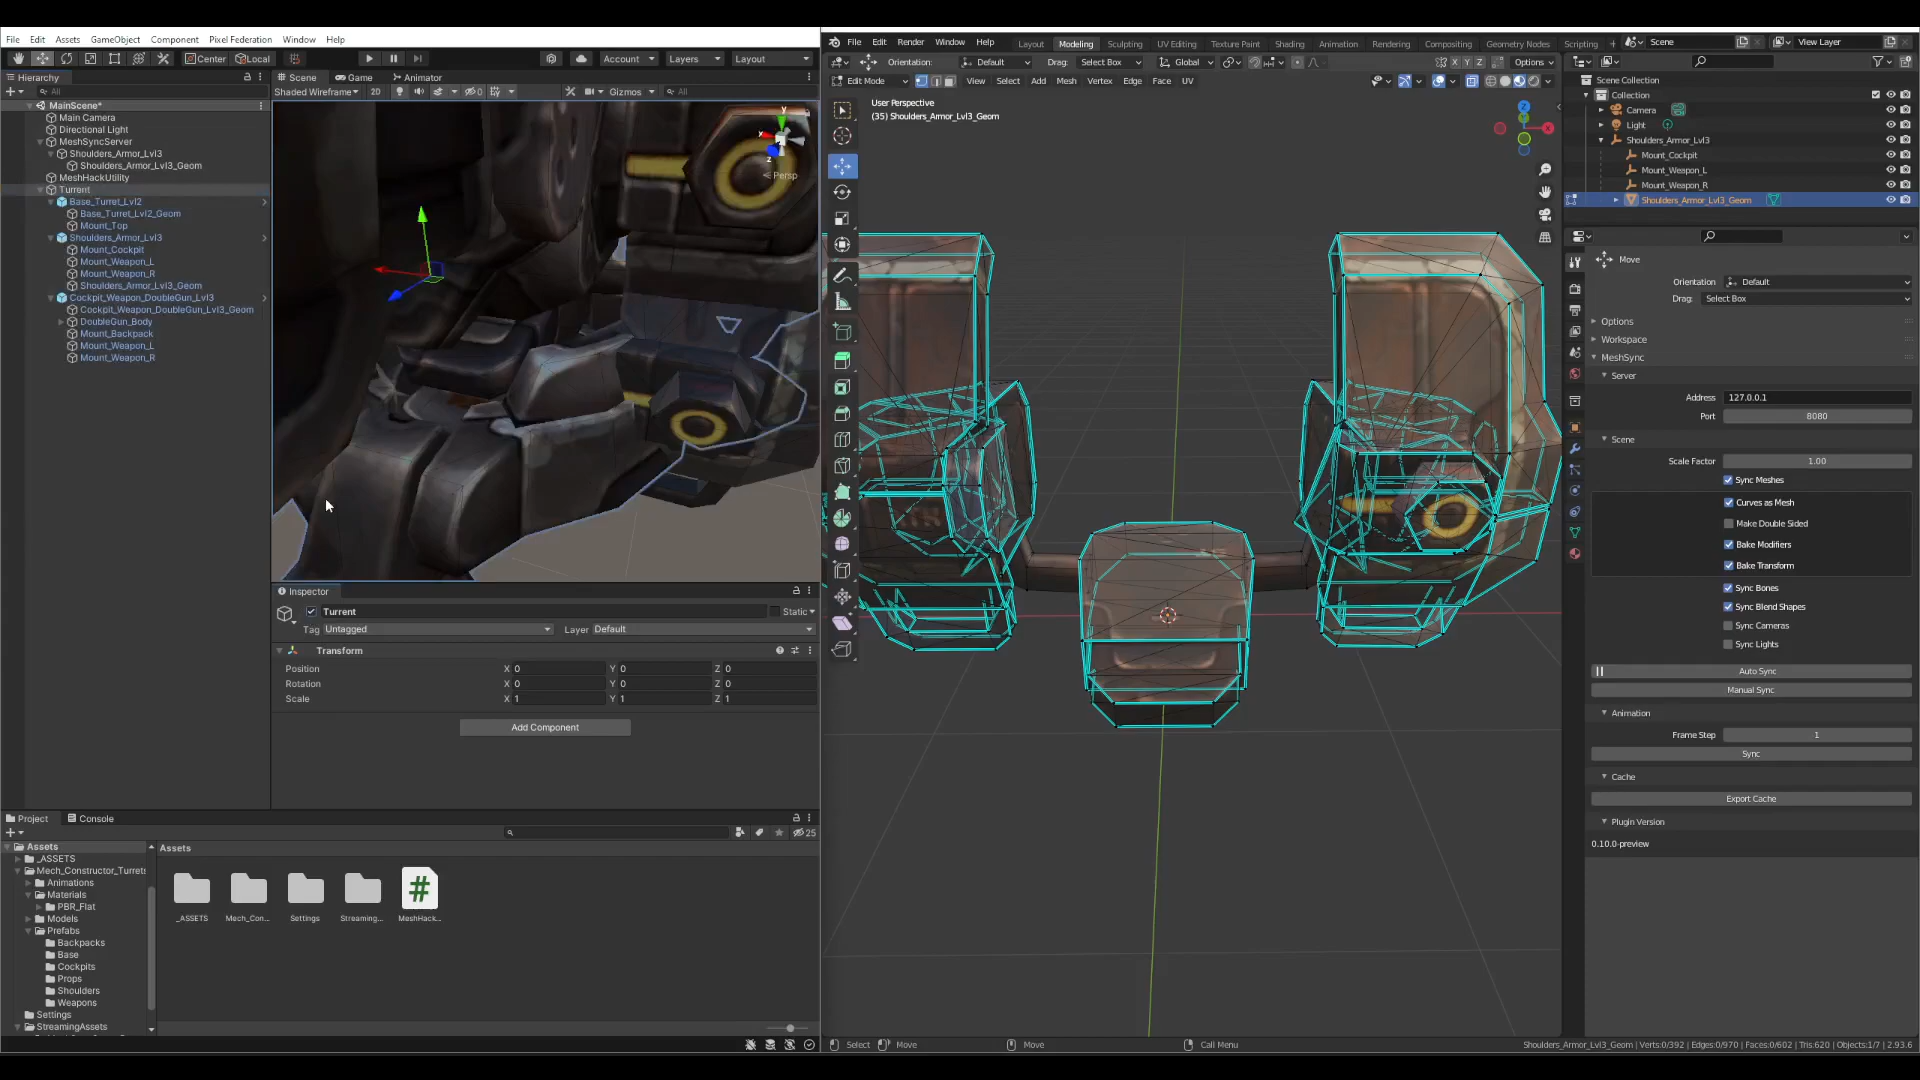 File Edit Assets GameObject Component Pixel Federation Window Help
Center Local Account Layers Layout
Hierarchy
All
MainScene*
Main Camera
Directional Light
MeshSyncServer
Shoulders_Armor_Lvl3
Shoulders_Armor_Lvl3_Geom
MeshHackUtility
Turrent
Base_Turret_Lvl2
Base_Turret_Lvl2_Geom
Mount_Top
Shoulders_Armor_Lvl3
Mount_Cockpit
Mount_Weapon_L
Mount_Weapon_R
Shoulders_Armor_Lvl3_Geom
Cockpit_Weapon_DoubleGun_Lvl3
Cockpit_Weapon_DoubleGun_Lvl3_Geom
DoubleGun_Body
Mount_Backpack
Mount_Weapon_L
Mount_Weapon_R
Scene Game Animator
Shaded Wireframe 2D 0 Gizmos All
y
x
z
Persp
Inspector
Turrent Static
Tag Untagged Layer Default
Transform
Position X 0 Y 0 Z 0
Rotation X 0 Y 0 Z 0
Scale X 1 Y 1 Z 1
Add Component
Project Console
25
Assets
_ASSETS
Mech_Constructor_Turrets
Animations
Materials
PBR_Flat
Models
Prefabs
Backpacks
Base
Cockpits
Props
Shoulders
Weapons
Settings
StreamingAssets
Assets
_ASSETS Mech_Con... Settings Streaming... MeshHack...
File Edit Render Window Help Layout Modeling Sculpting UV Editing Texture Paint Shading Animation Rendering Compositing Geometry Nodes Scripting + Scene View Layer
Orientation: Default Drag: Select Box Global X Y Z Options
Edit Mode View Select Add Mesh Vertex Edge Face UV
User Perspective
(35) Shoulders_Armor_Lvl3_Geom
Z
X
Scene Collection
Collection
Camera
Light
Shoulders_Armor_Lvl3
Mount_Cockpit
Mount_Weapon_L
Mount_Weapon_R
Shoulders_Armor_Lvl3_Geom
Move
Orientation Default
Drag: Select Box
Options
Workspace
MeshSync
Server
Address 127.0.0.1
Port 8080
Scene
Scale Factor 1.00
Sync Meshes
Curves as Mesh
Make Double Sided
Bake Modifiers
Bake Transform
Sync Bones
Sync Blend Shapes
Sync Cameras
Sync Lights
Auto Sync
Manual Sync
Animation
Frame Step 1
Sync
Cache
Export Cache
Plugin Version
0.10.0-preview
Select Move Move Call Menu
Shoulders_Armor_Lvl3_Geom | Verts:0/392 | Edges:0/970 | Faces:0/602 | Tris:620 | Objects:1/7 | 2.93.6